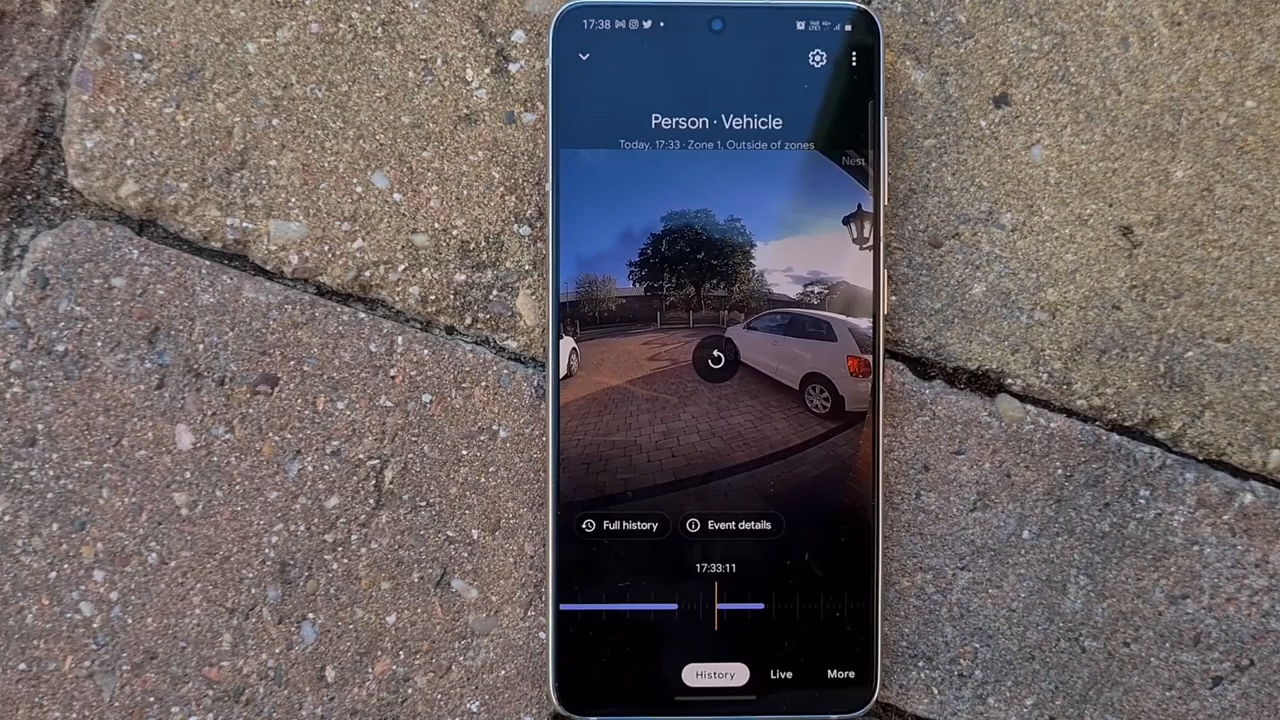 17:38
Person · Vehicle
Today, 17:33 · Zone 1, Outside of zones
Nest
Full history
Event details
17:33:11
History
Live
More